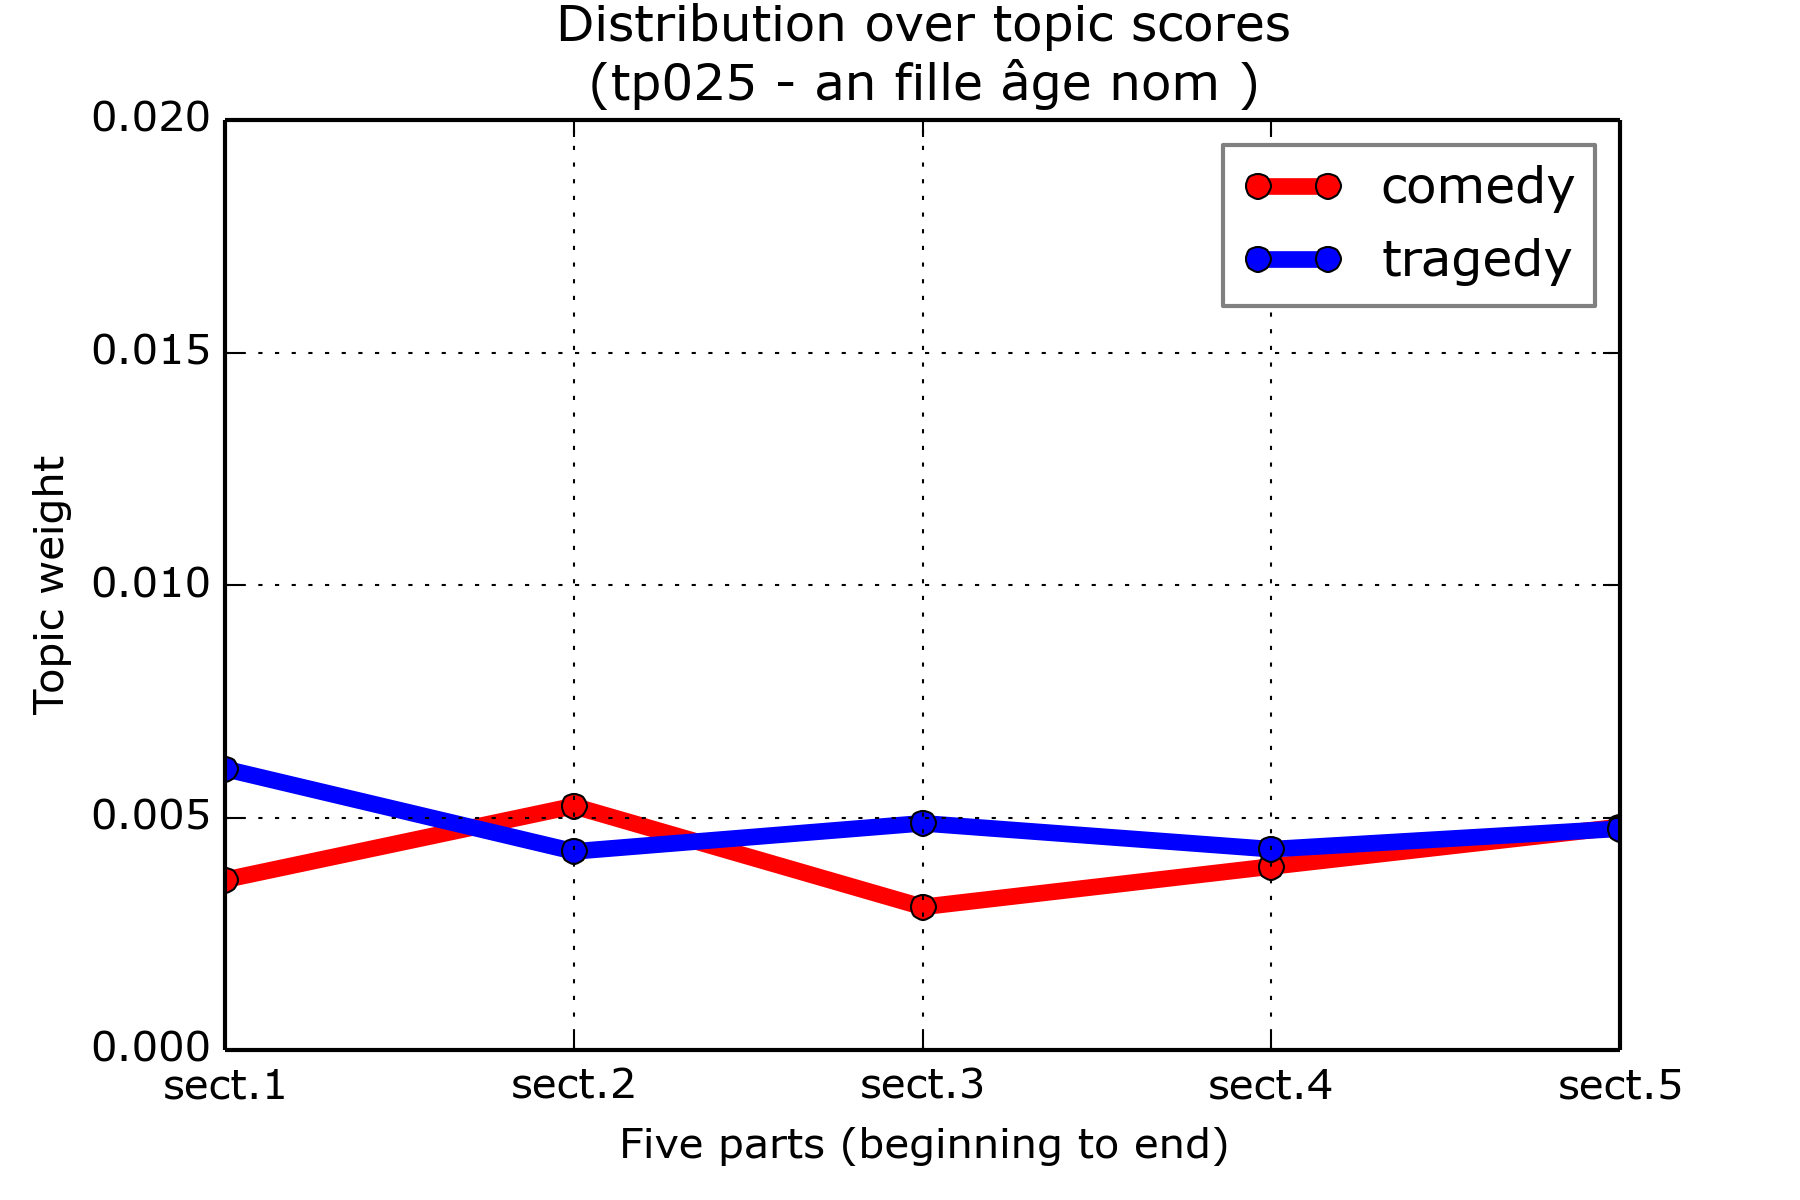 Distribution over topic scores
(tp025 - an fille âge nom )
0.020
comedy
tragedy
0.015
0.010
0.005
0.000
Topic weight
sect.1 sect.2 sect.3 sect.4 sect.5
Five parts (beginning to end)